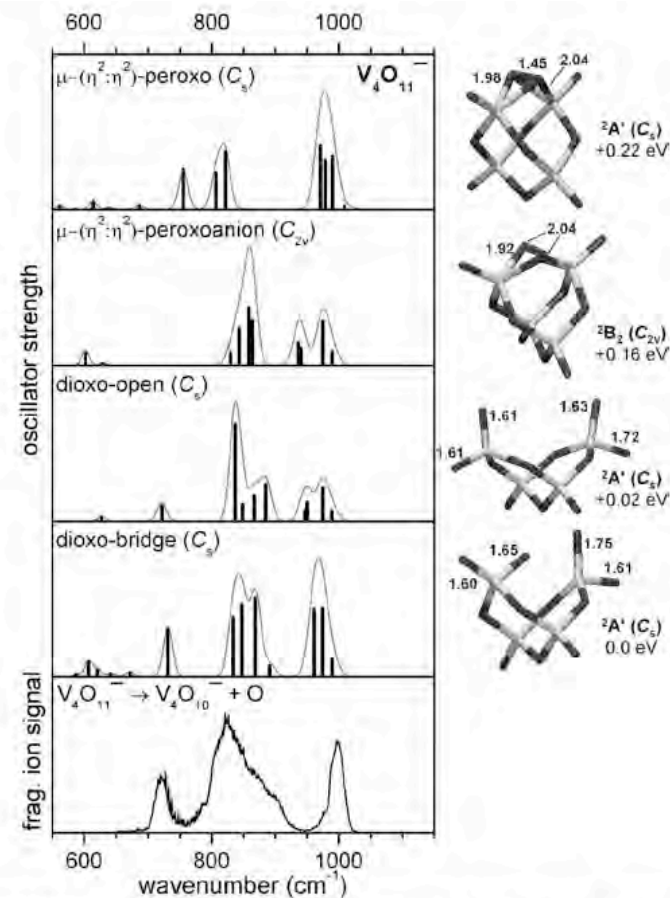 600 800 1000
μ-(η²:η²)-peroxo (Cs)
V₄O₁₁⁻
μ-(η²:η²)-peroxoanion (C2v)
dioxo-open (Cs)
dioxo-bridge (Cs)
V₄O₁₁⁻ → V₄O₁₀⁻ + O
oscillator strength
frag. ion signal
600 800 1000
wavenumber (cm⁻¹)
1.98
1.45
2.04
²A' (Cs)
+0.22 eV
1.92
2.04
²B₂ (C2v)
+0.16 eV
1.61
1.63
1.61
1.72
²A' (Cs)
+0.02 eV
1.65
1.75
1.60
1.61
²A' (Cs)
0.0 eV